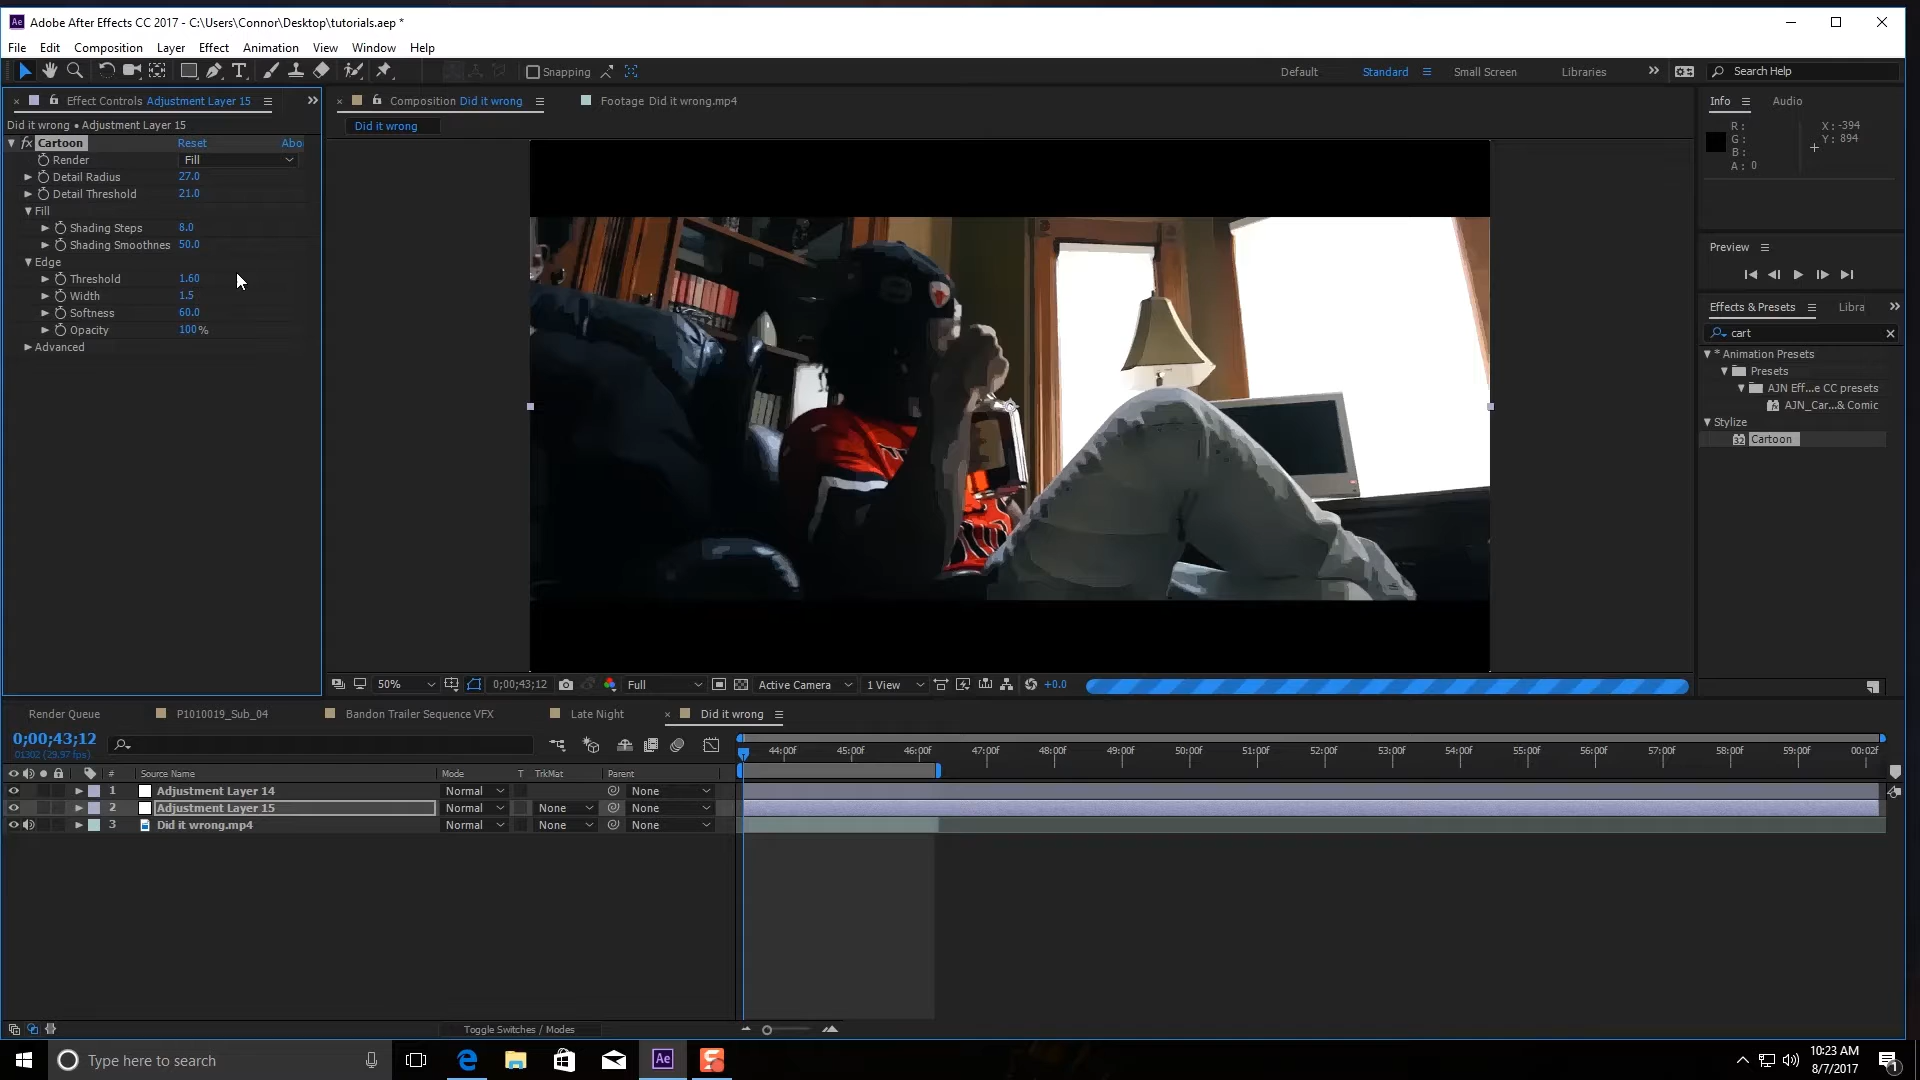 Ae Adobe After Effects CC 2017 - C:\Users\Connor\Desktop\tutorials.aep *
File Edit Composition Layer Effect Animation View Window Help
Snapping Default Standard Small Screen Libraries Search Help
Effect Controls Adjustment Layer 15
Did it wrong • Adjustment Layer 15
fx Cartoon Reset Abo
Render Fill
Detail Radius 27.0
Detail Threshold 21.0
Fill
Shading Steps 8.0
Shading Smoothnes 50.0
Edge
Threshold 1.60
Width 1.5
Softness 60.0
Opacity 100%
Advanced
Composition Did it wrong
Footage Did it wrong.mp4
Did it wrong
50% 0;00;43;12 Full Active Camera 1 View +0.0
Info Audio
R: X: -394
G: Y: 894
B:
A: 0
Preview
Effects & Presets Libra
cart
* Animation Presets
Presets
AJN Eff...e CC presets
AJN_Car...& Comic
Stylize
32 Cartoon
Render Queue P1010019_Sub_04 Bandon Trailer Sequence VFX Late Night Did it wrong
0;00;43;12
01302 (29.97 fps)
44:00f 45:00f 46:00f 47:00f 48:00f 49:00f 50:00f 51:00f 52:00f 53:00f 54:00f 55:00f 56:00f 57:00f 58:00f 59:00f 00:02f
# Source Name Mode T TrkMat Parent
1 Adjustment Layer 14 Normal None
2 Adjustment Layer 15 Normal None None
3 Did it wrong.mp4 Normal None None
Toggle Switches / Modes
Type here to search
Ae
10:23 AM
8/7/2017
1